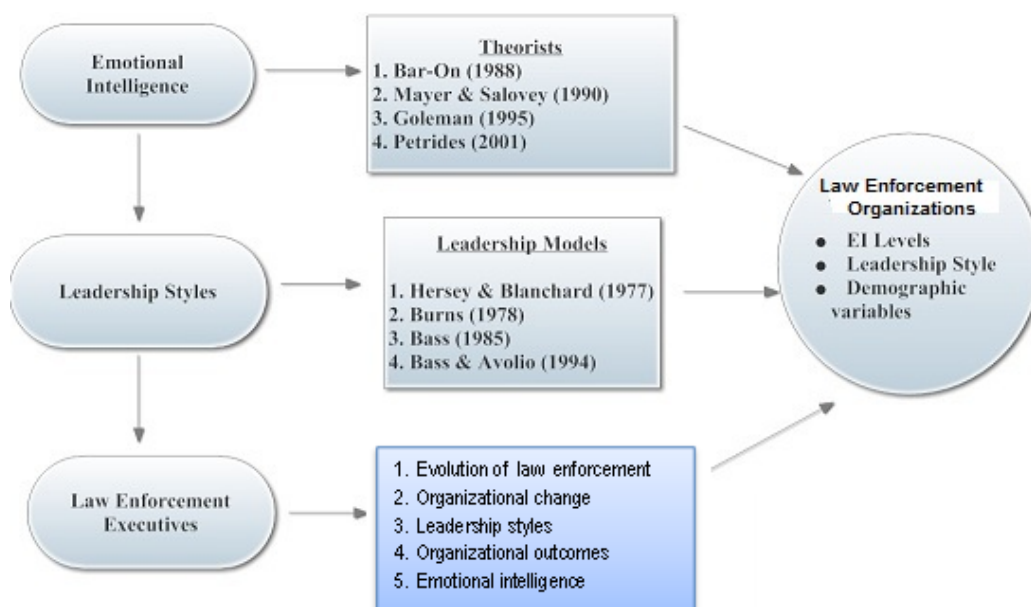 Emotional
Intelligence
Theorists
1. Bar-On (1988)
2. Mayer & Salovey (1990)
3. Goleman (1995)
4. Petrides (2001)
Leadership Styles
Leadership Models
1. Hersey & Blanchard (1977)
2. Burns (1978)
3. Bass (1985)
4. Bass & Avolio (1994)
Law Enforcement
Executives
1. Evolution of law enforcement
2. Organizational change
3. Leadership styles
4. Organizational outcomes
5. Emotional intelligence
Law Enforcement
Organizations
● EI Levels
● Leadership Style
● Demographic
variables